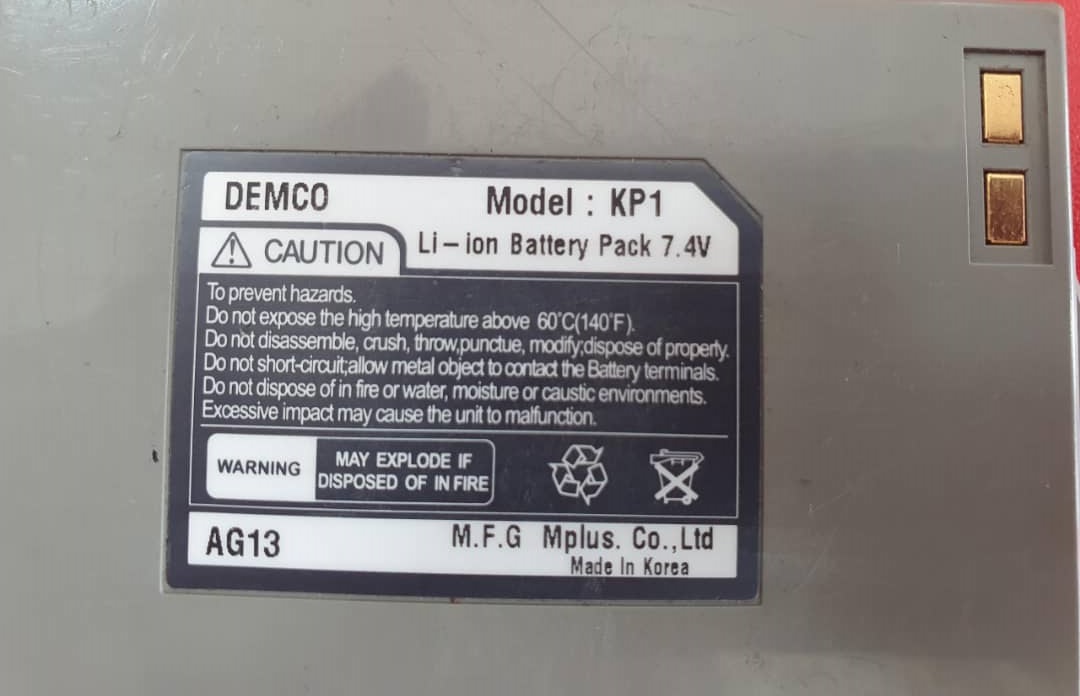 DEMCO
Model : KP1
CAUTION
Li-ion Battery Pack 7.4V
To prevent hazards.
Do not expose the high temperature above 60°C(140°F).
Do not disassemble, crush, throw,punctue, modify;dispose of property.
Do not short-circuit;allow metal object to contact the Battery terminals.
Do not dispose of in fire or water, moisture or caustic environments.
Excessive impact may cause the unit to malfunction.
WARNING
MAY EXPLODE IF
DISPOSED OF IN FIRE
AG13
M.F.G Mplus. Co.,Ltd
Made In Korea